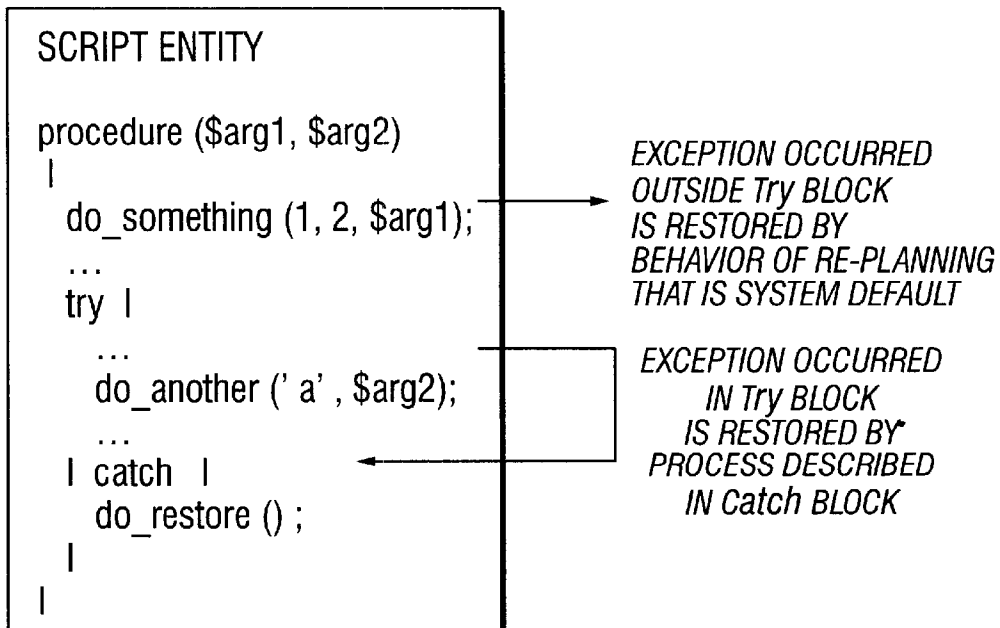 SCRIPT ENTITY
procedure ($arg1, $arg2)
|
do_something (1, 2, $arg1);
...
try |
...
do_another (' a' , $arg2);
...
| catch |
do_restore () ;
|
|
EXCEPTION OCCURRED
OUTSIDE Try BLOCK
IS RESTORED BY
BEHAVIOR OF RE-PLANNING
THAT IS SYSTEM DEFAULT
EXCEPTION OCCURRED
IN Try BLOCK
IS RESTORED BY
PROCESS DESCRIBED
IN Catch BLOCK